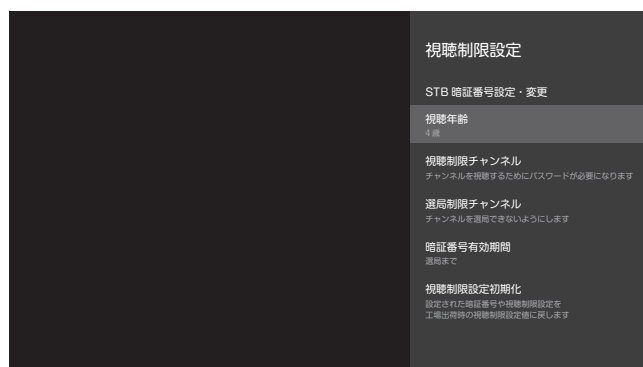 視聴制限設定
STB 暗証番号設定・変更
視聴年齢
4 歳
視聴制限チャンネル
チャンネルを視聴するためにパスワードが必要になります
選局制限チャンネル
チャンネルを選局できないようにします
暗証番号有効期間
選局まで
視聴制限設定初期化
設定された暗証番号や視聴制限設定を
工場出荷時の視聴制限設定値に戻します